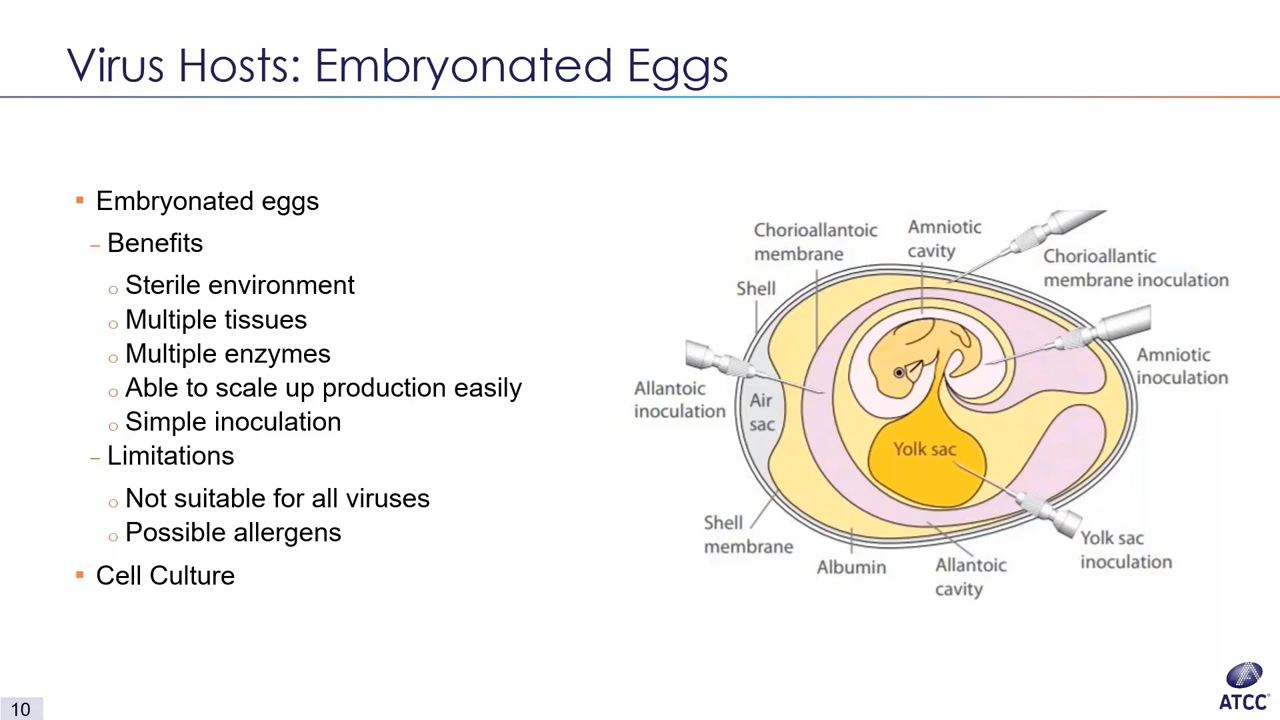 Virus Hosts: Embryonated Eggs
▪ Embryonated eggs
– Benefits
o Sterile environment
o Multiple tissues
o Multiple enzymes
o Able to scale up production easily
o Simple inoculation
– Limitations
o Not suitable for all viruses
o Possible allergens
▪ Cell Culture
Chorioallantoic
membrane
Amniotic
cavity
Chorioallantic
membrane inoculation
Shell
Amniotic
inoculation
Allantoic
inoculation
Air
sac
Yolk sac
Shell
membrane
Albumin
Allantoic
cavity
Yolk sac
inoculation
10
ATCC